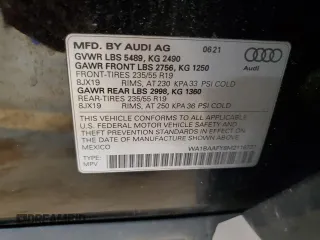 MFD. BY AUDI AG 0621
GVWR LBS 5489, KG 2490
GAWR FRONT LBS 2756, KG 1250
FRONT-TIRES 235/55 R19
8JX19 RIMS, AT 230 KPA 33 PSI COLD
GAWR REAR LBS 2998, KG 1360
REAR-TIRES 235/55 R19
8JX19 RIMS, AT 250 KPA 36 PSI COLD
THIS VEHICLE CONFORMS TO ALL APPLICABLE
U.S. FEDERAL MOTOR VEHICLE SAFETY
STANDARDS IN EFFECT ON THE
DATE OF MANUFACTURE SHOWN ABOVE.
MEXICO
TYPE: MPV
Audi